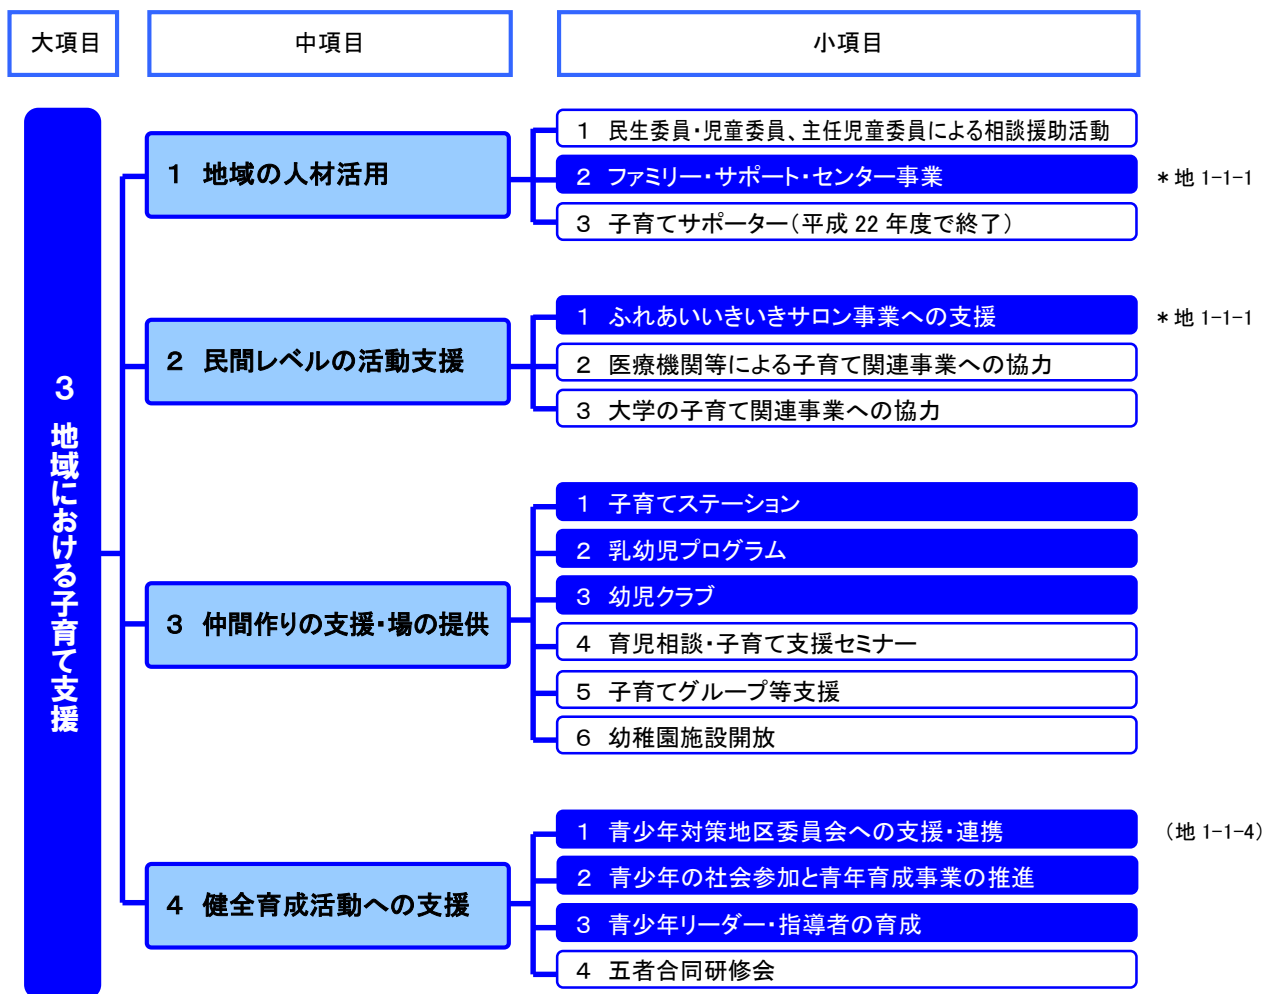 大項目
中項目
小項目
3 地域における子育て支援
1 地域の人材活用
1 民生委員・児童委員、主任児童委員による相談援助活動
2 ファミリー・サポート・センター事業
*地 1-1-1
3 子育てサポーター(平成 22 年度で終了)
2 民間レベルの活動支援
1 ふれあいいきいきサロン事業への支援
*地 1-1-1
2 医療機関等による子育て関連事業への協力
3 大学の子育て関連事業への協力
3 仲間作りの支援・場の提供
1 子育てステーション
2 乳幼児プログラム
3 幼児クラブ
4 育児相談・子育て支援セミナー
5 子育てグループ等支援
6 幼稚園施設開放
4 健全育成活動への支援
1 青少年対策地区委員会への支援・連携
(地 1-1-4)
2 青少年の社会参加と青年育成事業の推進
3 青少年リーダー・指導者の育成
4 五者合同研修会